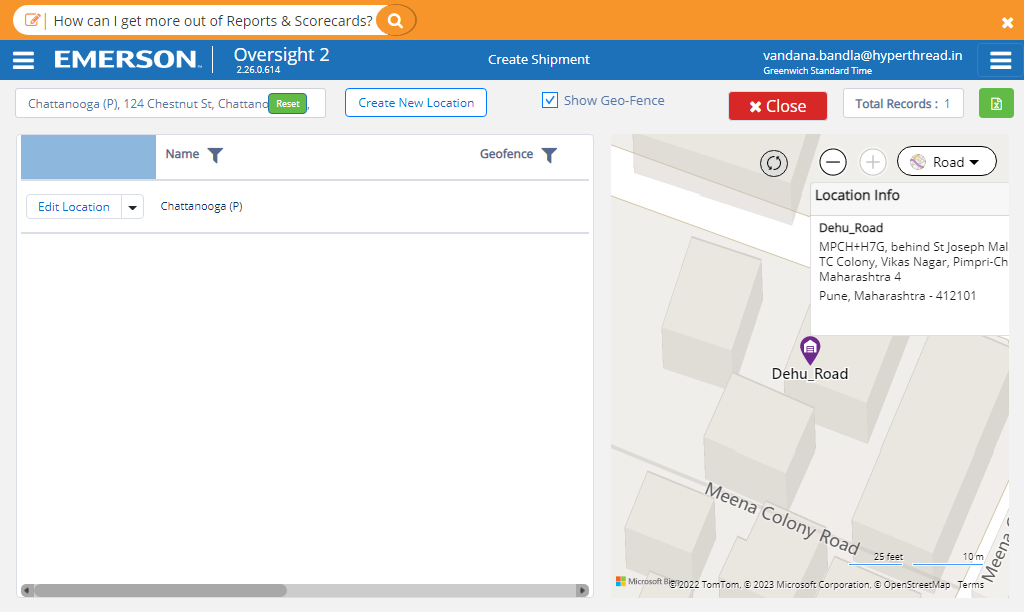 How can I get more out of Reports & Scorecards?
EMERSON
Oversight 2
2.26.0.614
Create Shipment
vandana.bandla@hyperthread.in
Greenwich Standard Time
Chattanooga (P), 124 Chestnut St, Chattanc
Reset
Create New Location
Show Geo-Fence
Close
Total Records : 1
Name
Geofence
Edit Location
Chattanooga (P)
Road
Location Info
Dehu_Road
MPCH+H7G, behind St Joseph Mal
TC Colony, Vikas Nagar, Pimpri-Ch
Maharashtra 4
Pune, Maharashtra - 412101
Dehu_Road
Meena Colony Road
Meena C
25 feet
10 m
Microsoft Bing
© 2022 TomTom, © 2023 Microsoft Corporation, © OpenStreetMap Terms